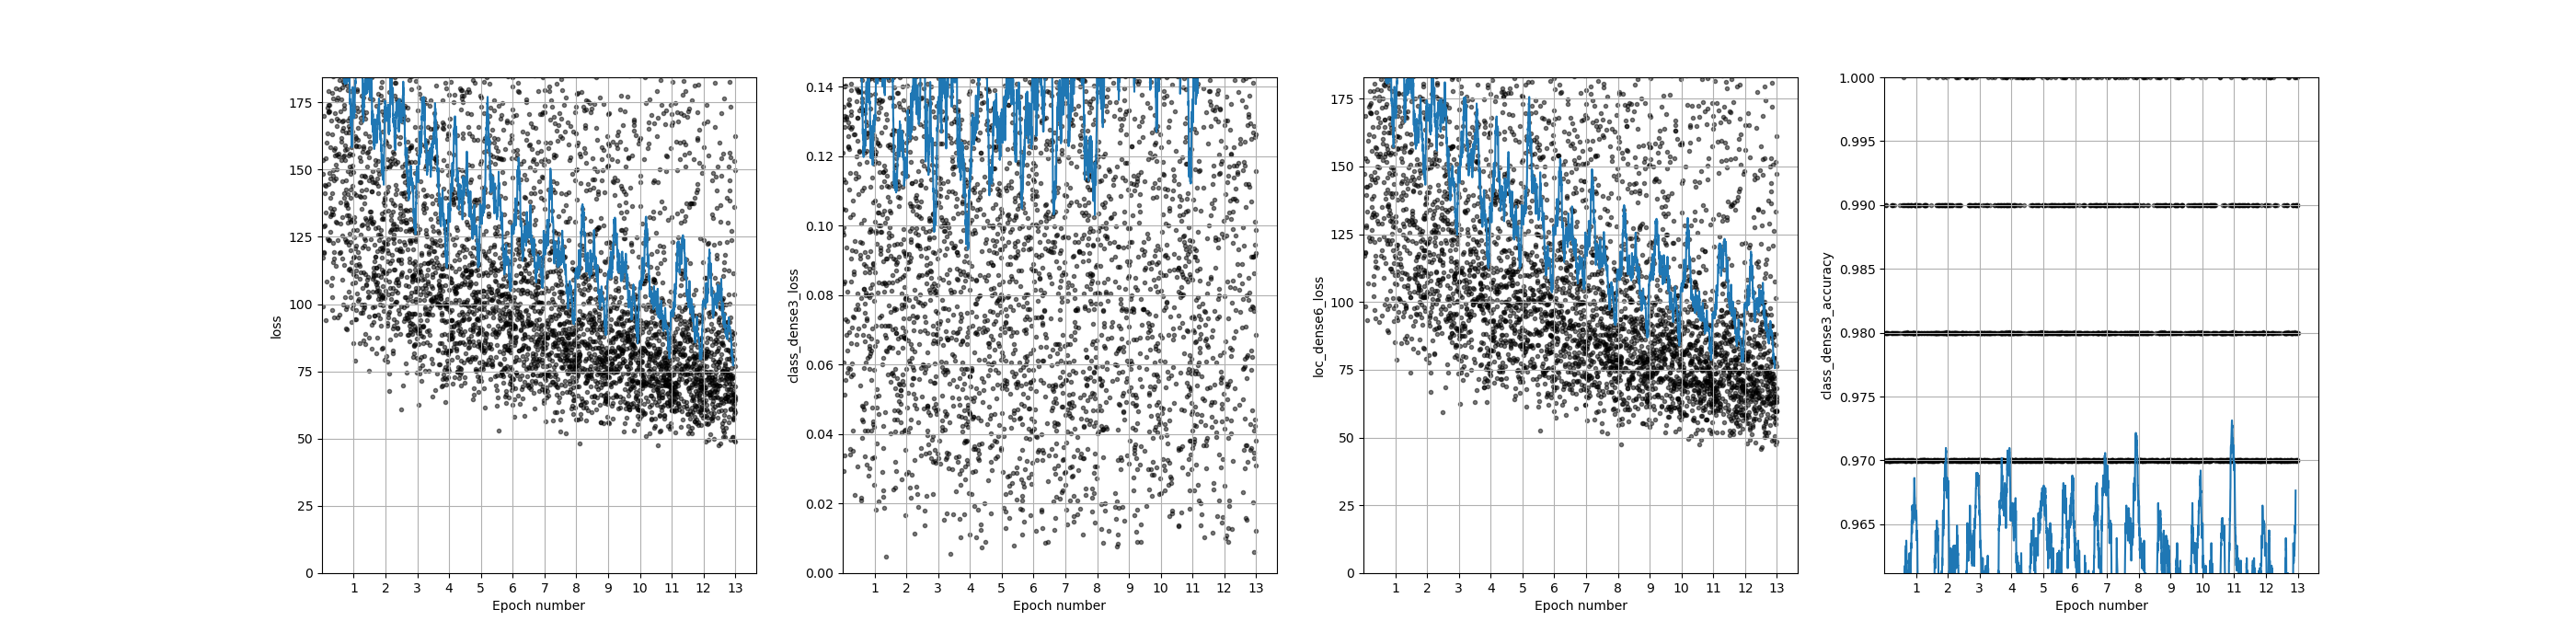 loss
175
150
125
100
75
50
25
0
1 2 3 4 5 6 7 8 9 10 11 12 13
Epoch number
class_dense3_loss
0.14
0.12
0.10
0.08
0.06
0.04
0.02
0.00
1 2 3 4 5 6 7 8 9 10 11 12 13
Epoch number
loc_dense6_loss
175
150
125
100
75
50
25
0
1 2 3 4 5 6 7 8 9 10 11 12 13
Epoch number
class_dense3_accuracy
1.000
0.995
0.990
0.985
0.980
0.975
0.970
0.965
1 2 3 4 5 6 7 8 9 10 11 12 13
Epoch number